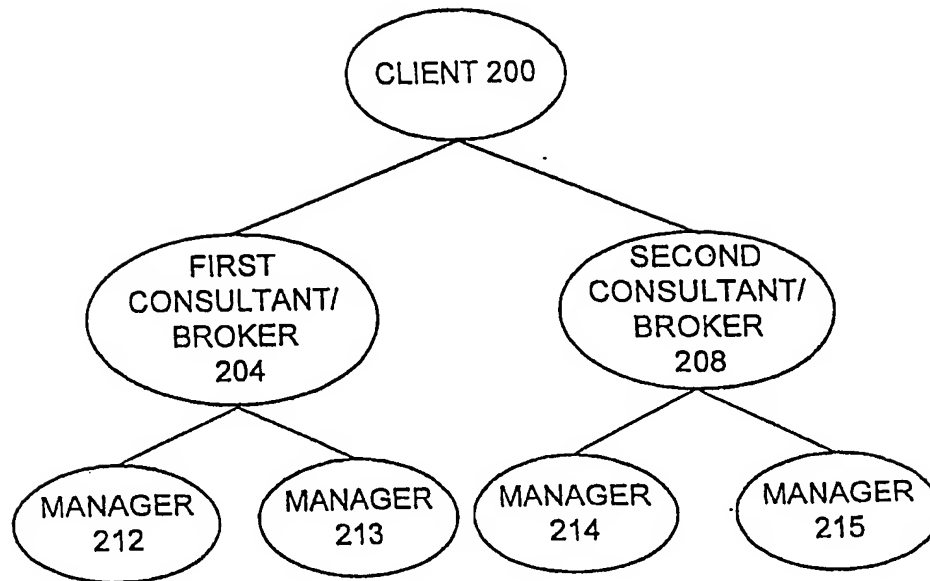 CLIENT 200
FIRST
CONSULTANT/
BROKER
204
SECOND
CONSULTANT/
BROKER
208
MANAGER
212
MANAGER
213
MANAGER
214
MANAGER
215